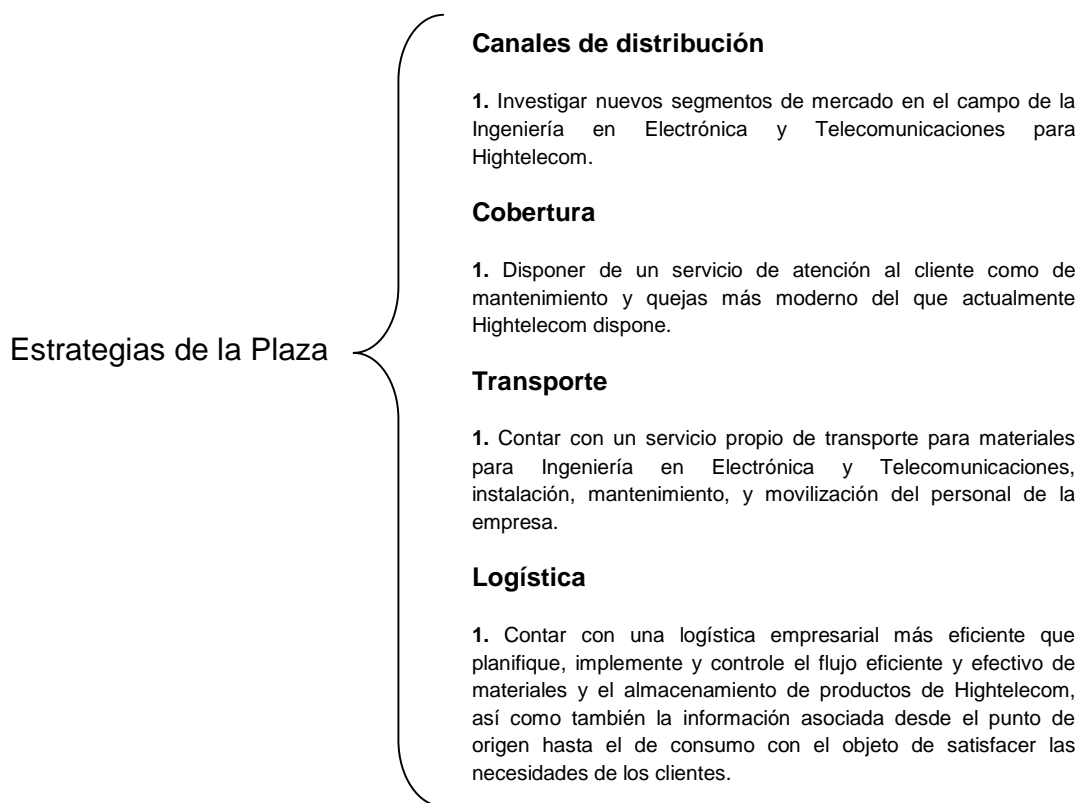 Canales de distribución
1. Investigar nuevos segmentos de mercado en el campo de la
Ingeniería en Electrónica y Telecomunicaciones para
Hightelecom.
Cobertura
1. Disponer de un servicio de atención al cliente como de
mantenimiento y quejas más moderno del que actualmente
Hightelecom dispone.
Estrategias de la Plaza
Transporte
1. Contar con un servicio propio de transporte para materiales
para Ingeniería en Electrónica y Telecomunicaciones,
instalación, mantenimiento, y movilización del personal de la
empresa.
Logística
1. Contar con una logística empresarial más eficiente que
planifique, implemente y controle el flujo eficiente y efectivo de
materiales y el almacenamiento de productos de Hightelecom,
así como también la información asociada desde el punto de
origen hasta el de consumo con el objeto de satisfacer las
necesidades de los clientes.